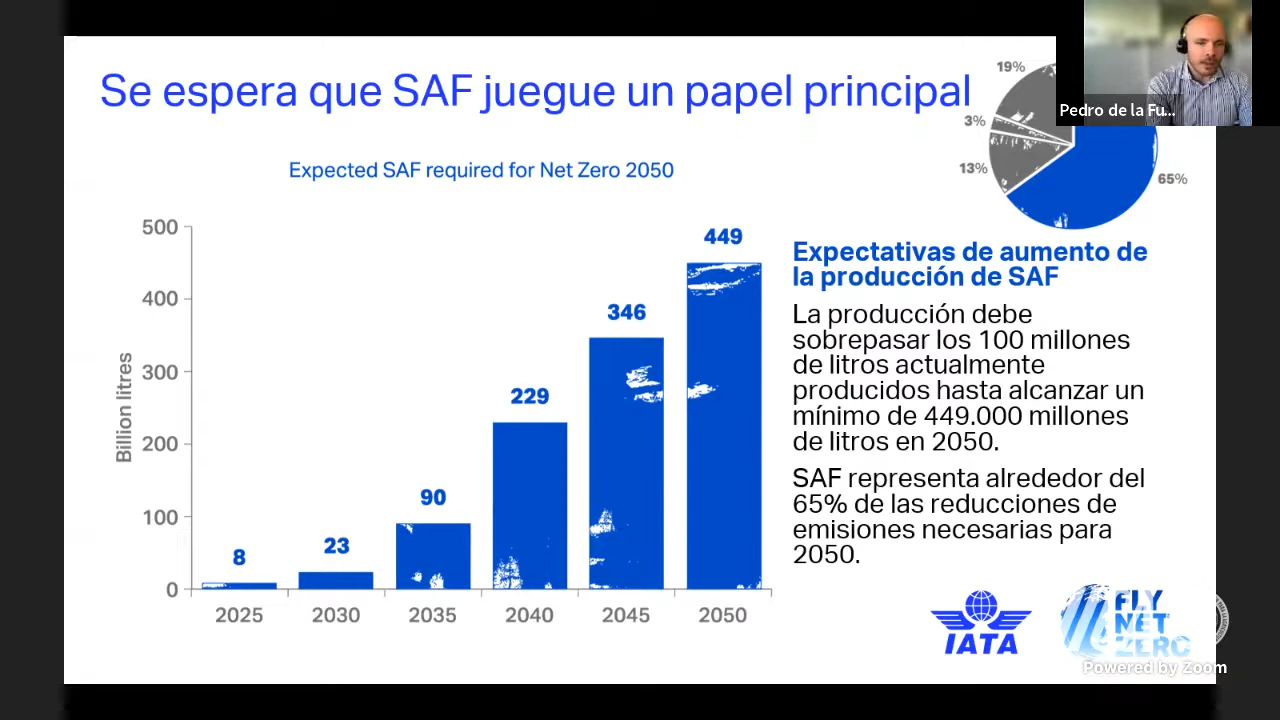 Se espera que SAF juegue un papel principal
19%
3%
13%
65%
Pedro de la Fu...
Expected SAF required for Net Zero 2050
Billion litres
500
400
300
200
100
0
8
23
90
229
346
449
2025
2030
2035
2040
2045
2050
Expectativas de aumento de
la producción de SAF
La producción debe
sobrepasar los 100 millones
de litros actualmente
producidos hasta alcanzar un
mínimo de 449.000 millones
de litros en 2050.
SAF representa alrededor del
65% de las reducciones de
emisiones necesarias para
2050.
IATA
FLY
NET
ZERO
Powered by Zoom